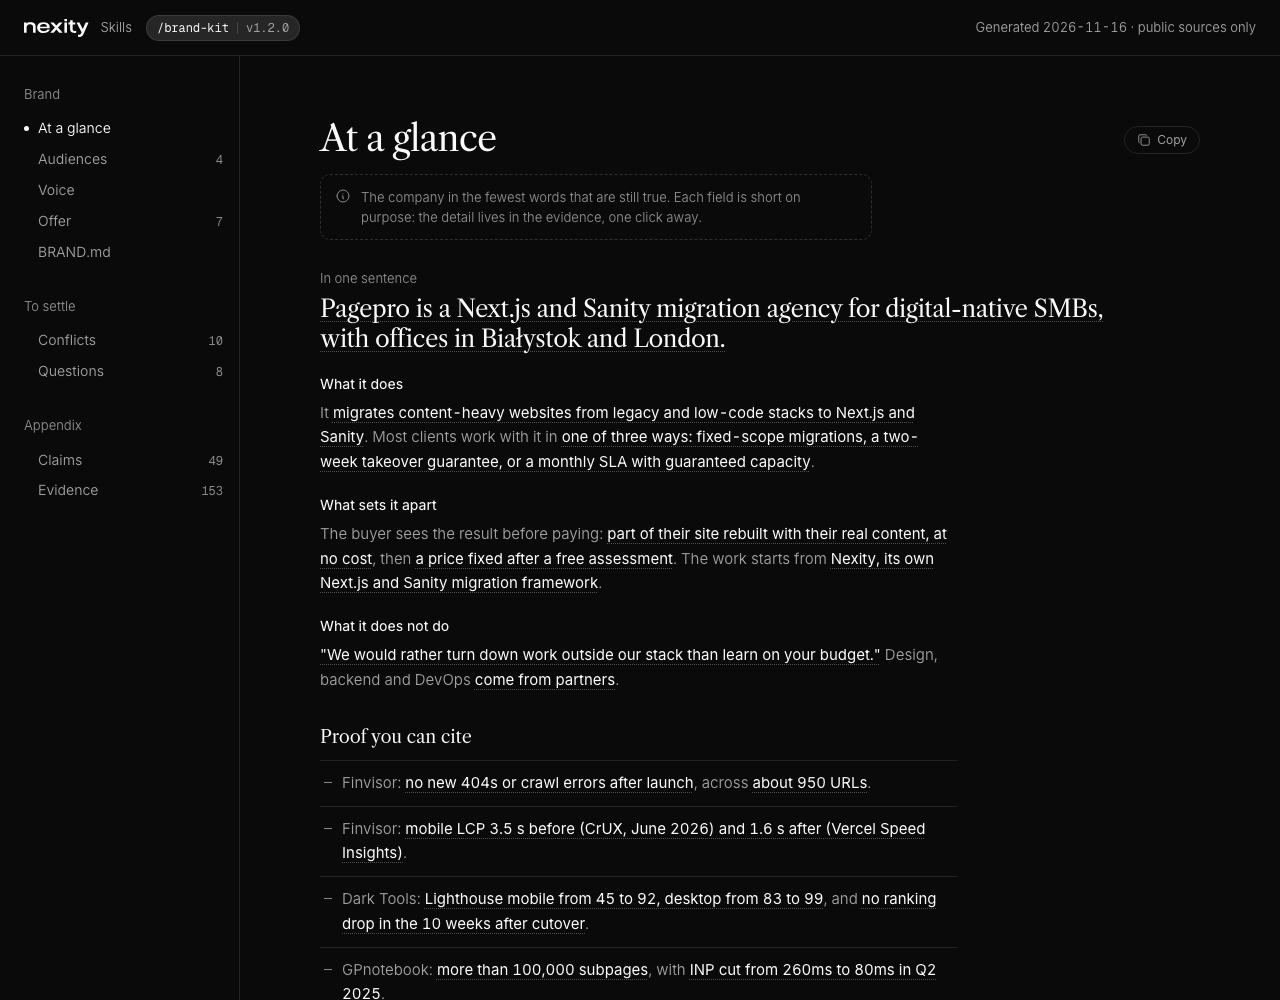 nexity Skills /brand-kit | v1.2.0 Generated 2026-11-16 · public sources only
Brand
At a glance
Audiences 4
Voice
Offer 7
BRAND.md
To settle
Conflicts 10
Questions 8
Appendix
Claims 49
Evidence 153
At a glance
Copy
The company in the fewest words that are still true. Each field is short on
purpose: the detail lives in the evidence, one click away.
In one sentence
Pagepro is a Next.js and Sanity migration agency for digital-native SMBs,
with offices in Białystok and London.
What it does
It migrates content-heavy websites from legacy and low-code stacks to Next.js and
Sanity. Most clients work with it in one of three ways: fixed-scope migrations, a two-
week takeover guarantee, or a monthly SLA with guaranteed capacity.
What sets it apart
The buyer sees the result before paying: part of their site rebuilt with their real content, at
no cost, then a price fixed after a free assessment. The work starts from Nexity, its own
Next.js and Sanity migration framework.
What it does not do
"We would rather turn down work outside our stack than learn on your budget." Design,
backend and DevOps come from partners.
Proof you can cite
– Finvisor: no new 404s or crawl errors after launch, across about 950 URLs.
– Finvisor: mobile LCP 3.5 s before (CrUX, June 2026) and 1.6 s after (Vercel Speed
Insights).
– Dark Tools: Lighthouse mobile from 45 to 92, desktop from 83 to 99, and no ranking
drop in the 10 weeks after cutover.
– GPnotebook: more than 100,000 subpages, with INP cut from 260ms to 80ms in Q2
2025.